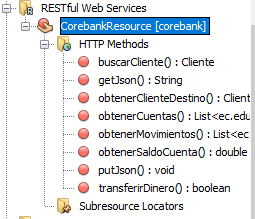 RESTful Web Services
CorebankResource [corebank]
HTTP Methods
buscarCliente() : Cliente
getJson() : String
obtenerClienteDestino() : Client
obtenerCuentas() : List<ec.edu
obtenerMovimientos() : List<ec
obtenerSaldoCuenta() : double
putJson() : void
transferirDinero() : boolean
Subresource Locators